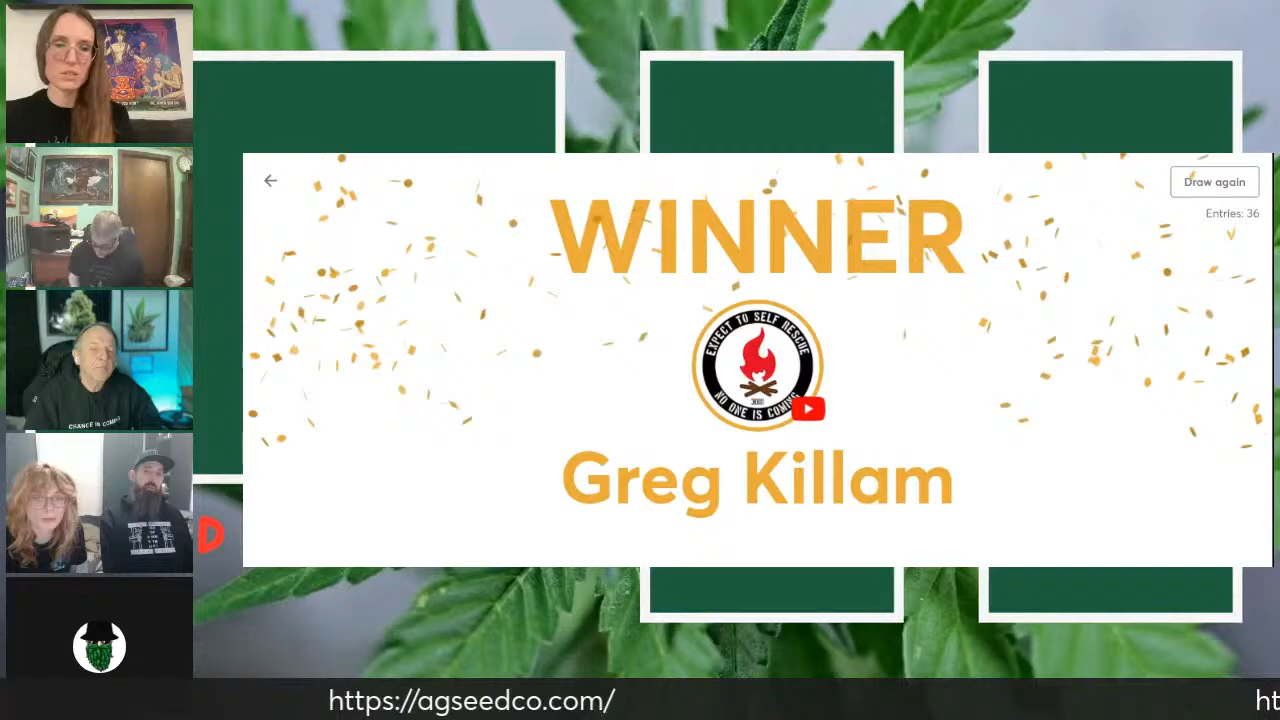 WINNER
Draw again
Entries: 36
EXPECT TO SELF RESCUE
NO ONE IS COMING
Greg Killam
CHANGE IS COMING
D
https://agseedco.com/
ht